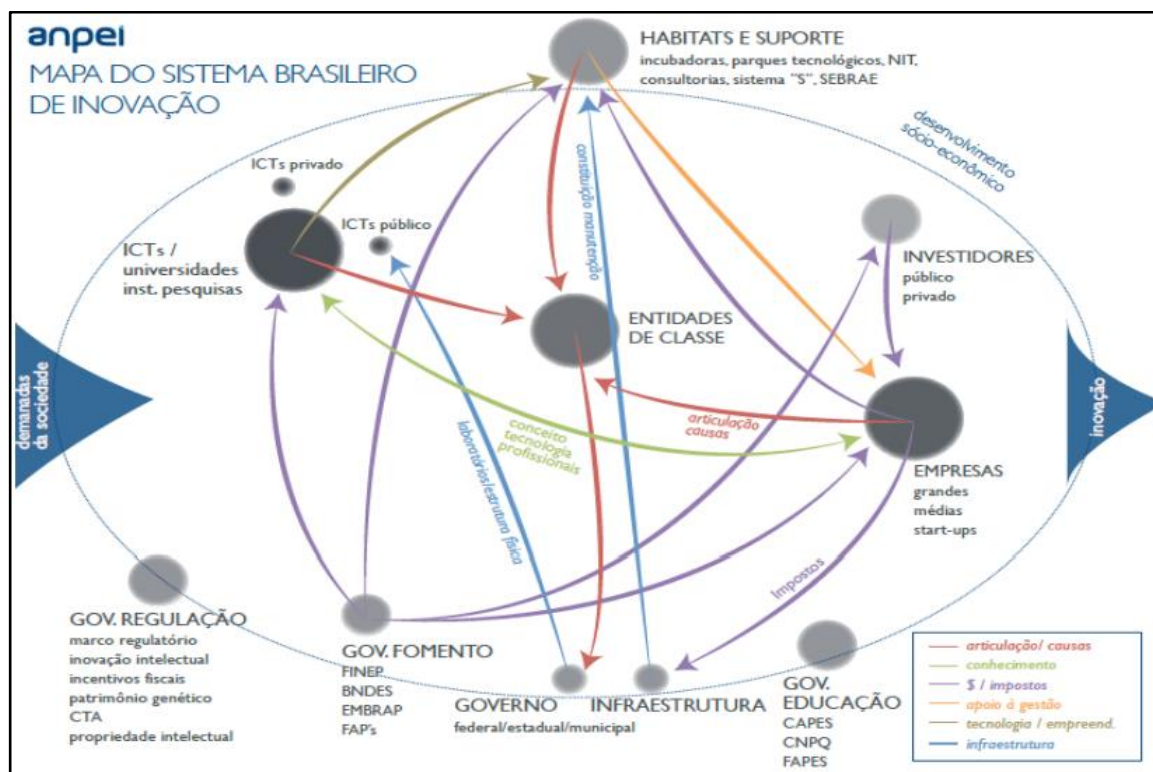 anpei
MAPA DO SISTEMA BRASILEIRO
DE INOVAÇÃO
HABITATS E SUPORTE
incubadoras, parques tecnológicos, NIT,
consultorias, sistema "S", SEBRAE
desenvolvimento
sócio-econômico
ICTs privado
ICTs público
ICTs /
universidades
inst. pesquisas
constituição manutenção
INVESTIDORES
público
privado
ENTIDADES
DE CLASSE
demanadas
da sociedade
inovação
articulação
causas
conceito
tecnologia
profissionais
laboratórios/estrutura física
EMPRESAS
grandes
médias
start-ups
Impostos
GOV. REGULAÇÃO
marco regulatório
inovação intelectual
incentivos fiscais
patrimônio genético
CTA
propriedade intelectual
GOV. FOMENTO
FINEP
BNDES
EMBRAP
FAP's
GOVERNO
federal/estadual/municipal
INFRAESTRUTURA
GOV.
EDUCAÇÃO
CAPES
CNPQ
FAPES
articulação/ causas
conhecimento
$ / impostos
apoio à gestão
tecnologia / empreend.
infraestrutura